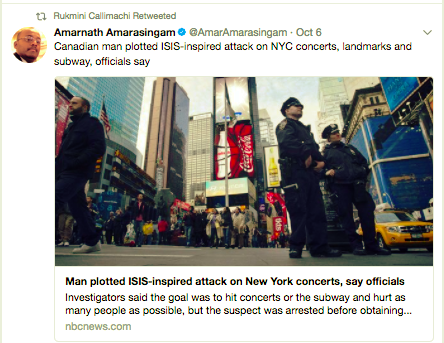 Rukmini Callimachi Retweeted
Amarnath Amarasingam @AmarAmarasingam · Oct 6
Canadian man plotted ISIS-inspired attack on NYC concerts, landmarks and
subway, officials say
Coca-Cola
Man plotted ISIS-inspired attack on New York concerts, say officials
Investigators said the goal was to hit concerts or the subway and hurt as
many people as possible, but the suspect was arrested before obtaining...
nbcnews.com